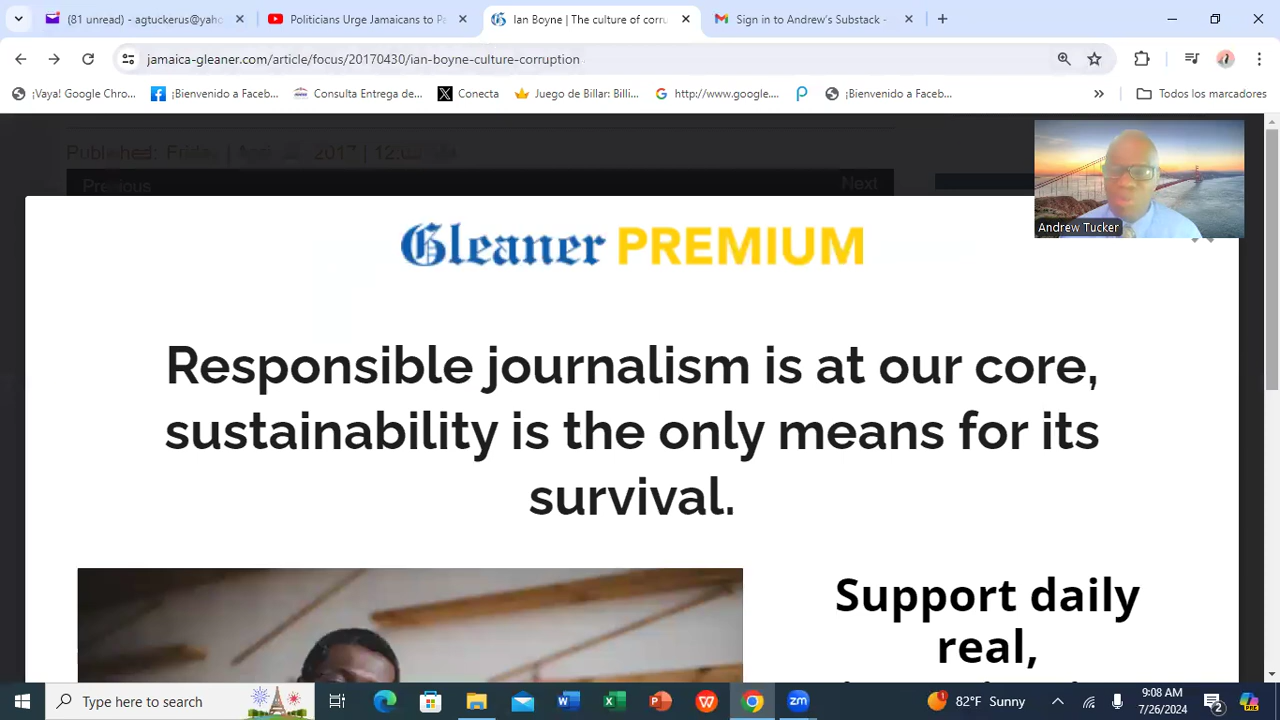 (81 unread) - agtuckerus@yaho
Politicians Urge Jamaicans to P
Ian Boyne | The culture of corru
Sign in to Andrew's Substack -
jamaica-gleaner.com/article/focus/20170430/ian-boyne-culture-corruption
¡Vaya! Google Chro...
¡Bienvenido a Faceb...
Consulta Entrega de...
Conecta
Juego de Billar: Billi...
http://www.google....
¡Bienvenido a Faceb...
Todos los marcadores
Published: 2017 |
Previous
Next
Andrew Tucker
Gleaner PREMIUM
Responsible journalism is at our core,
sustainability is the only means for its
survival.
Support daily
real,
Type here to search
82°F Sunny
9:08 AM
7/26/2024